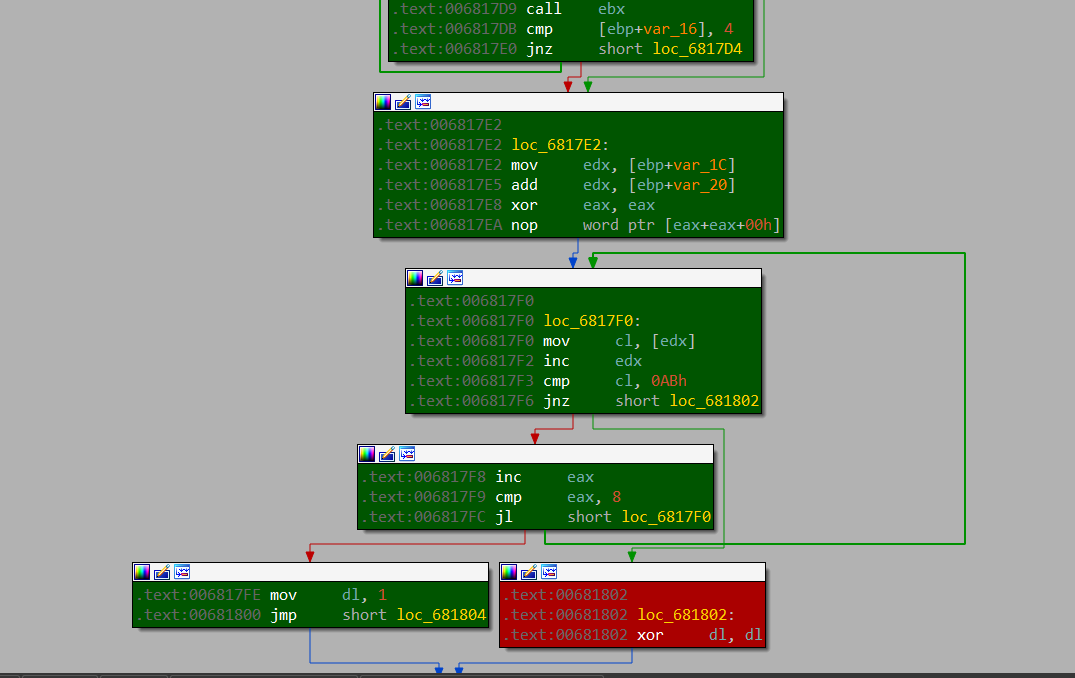 .text:006817D9 call ebx
.text:006817DB cmp [ebp+var_16], 4
.text:006817E0 jnz short loc_6817D4
.text:006817E2
.text:006817E2 loc_6817E2:
.text:006817E2 mov edx, [ebp+var_1C]
.text:006817E5 add edx, [ebp+var_20]
.text:006817E8 xor eax, eax
.text:006817EA nop word ptr [eax+eax+00h]
.text:006817F0
.text:006817F0 loc_6817F0:
.text:006817F0 mov cl, [edx]
.text:006817F2 inc edx
.text:006817F3 cmp cl, 0ABh
.text:006817F6 jnz short loc_681802
.text:006817F8 inc eax
.text:006817F9 cmp eax, 8
.text:006817FC jl short loc_6817F0
.text:006817FE mov dl, 1
.text:00681800 jmp short loc_681804
.text:00681802
.text:00681802 loc_681802:
.text:00681802 xor dl, dl